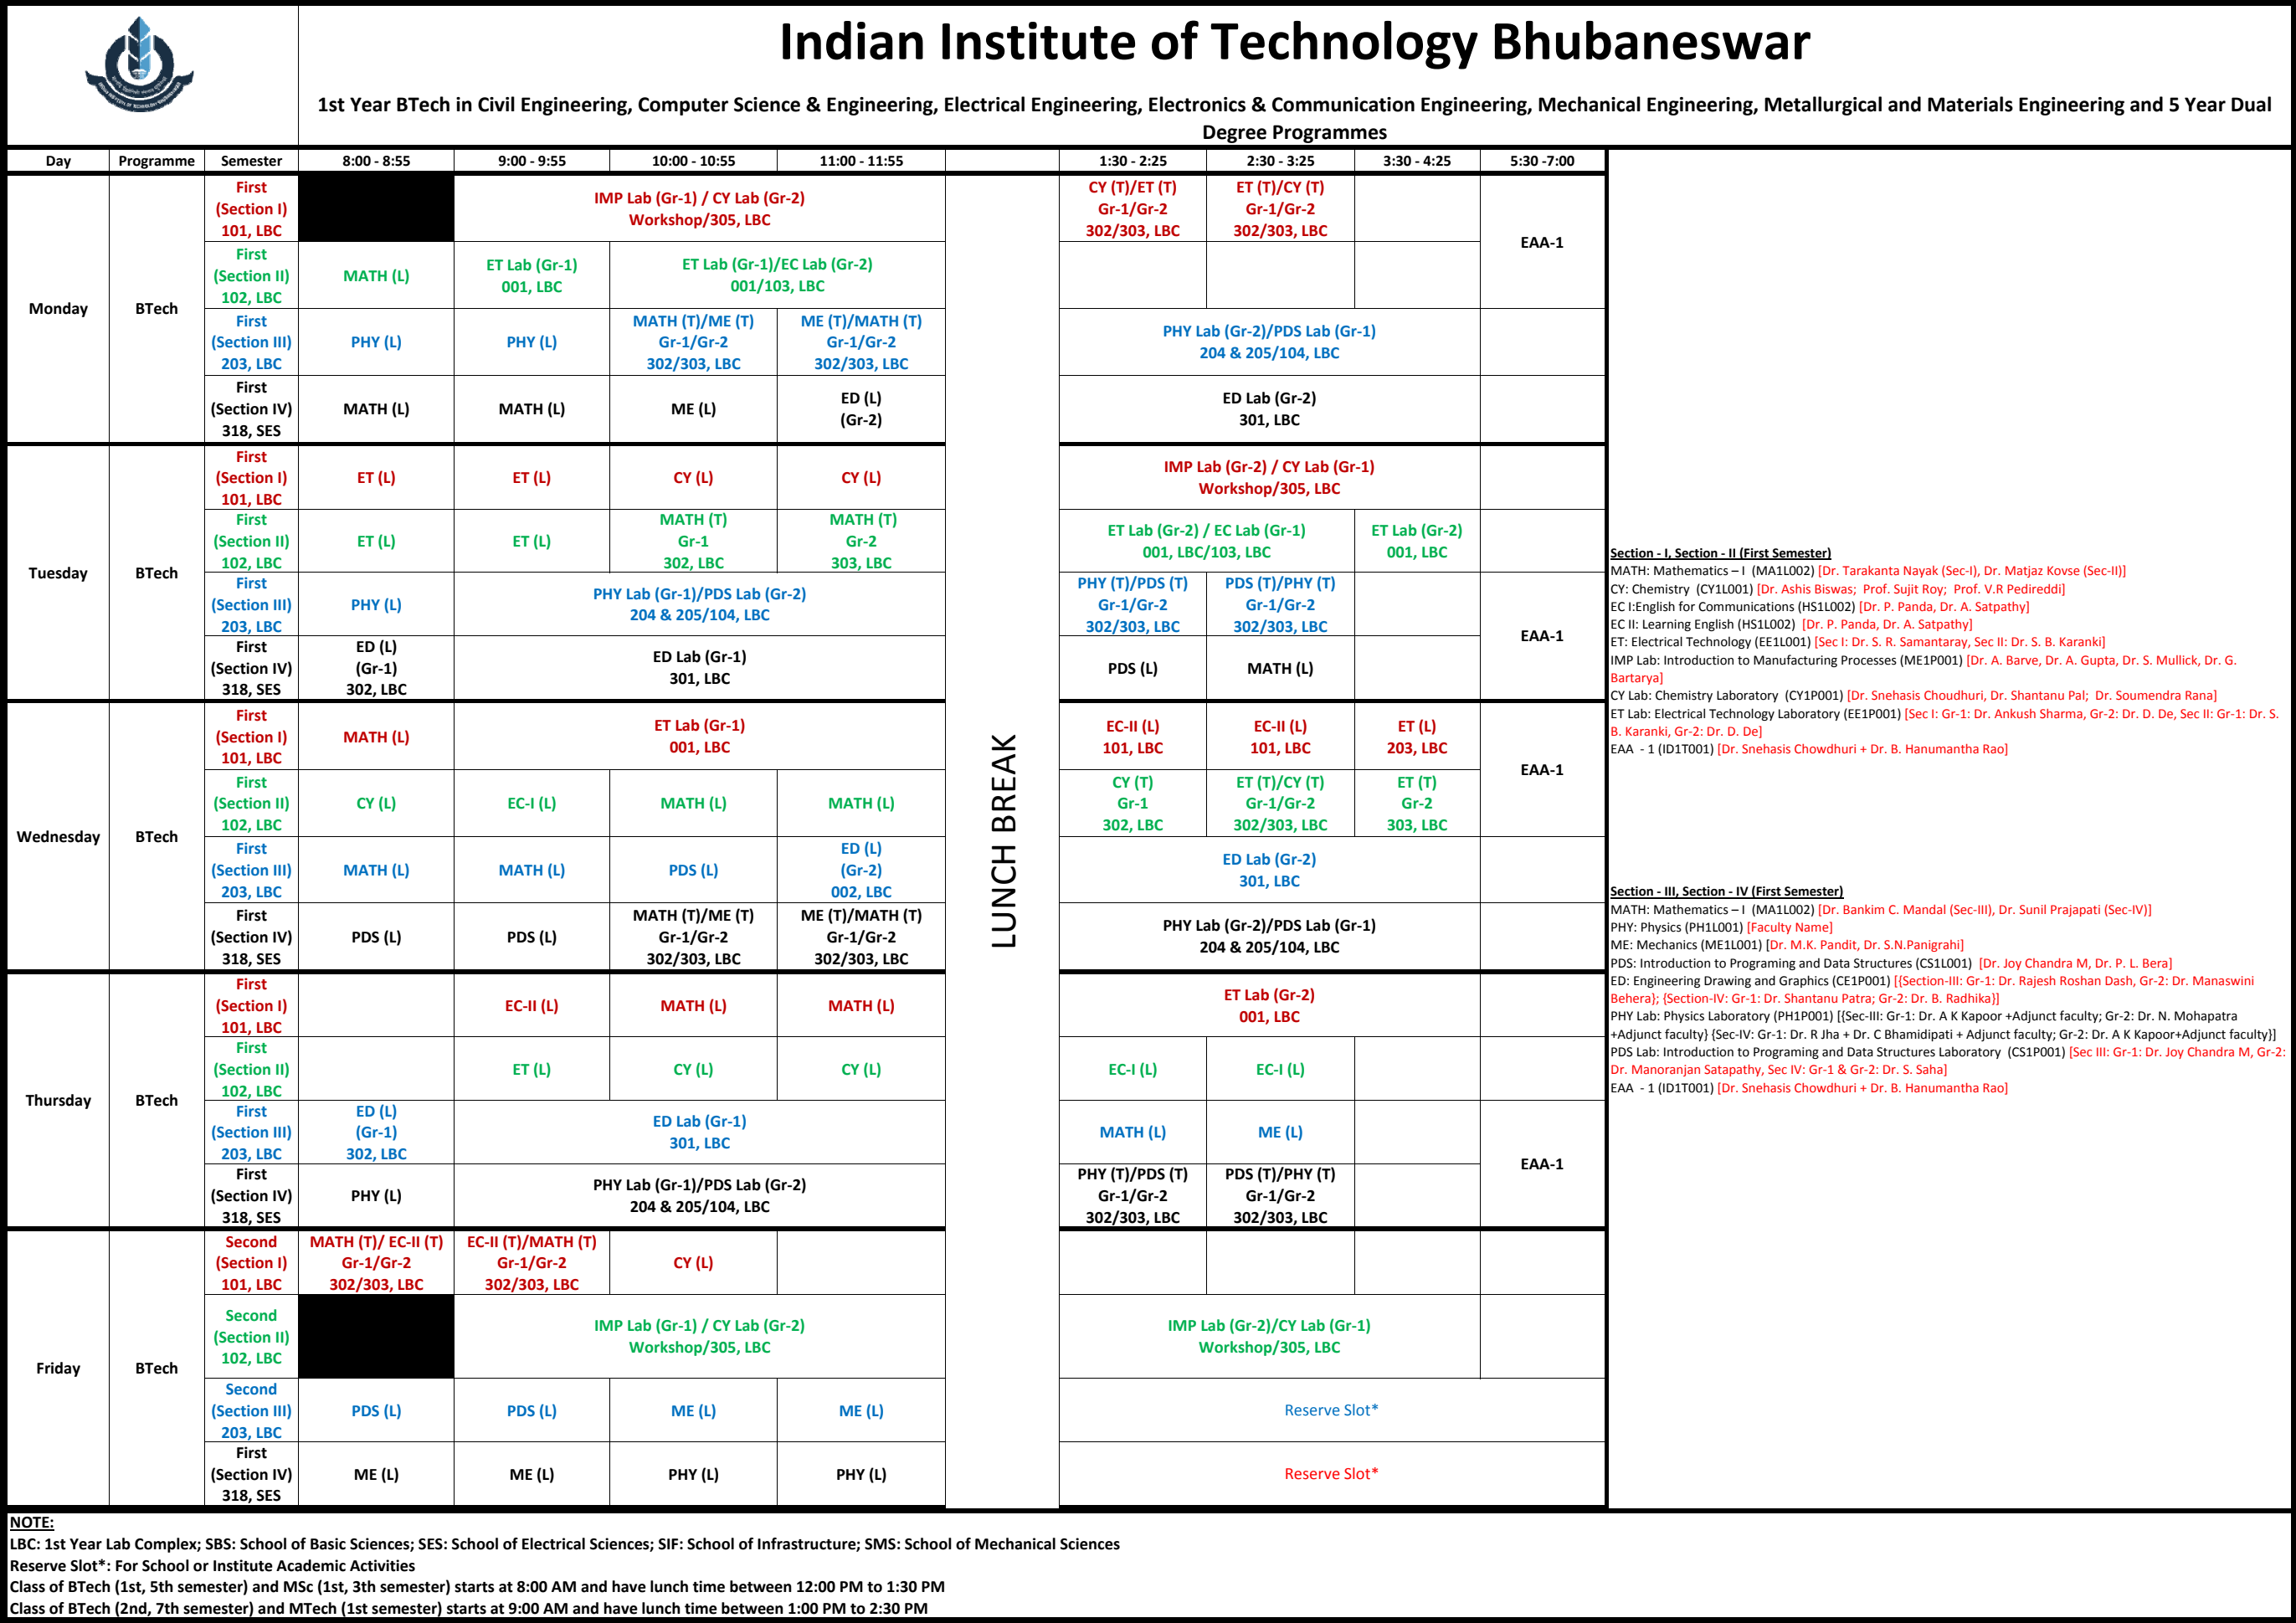 Indian Institute of Technology Bhubaneswar
1st Year BTech in Civil Engineering, Computer Science & Engineering, Electrical Engineering, Electronics & Communication Engineering, Mechanical Engineering, Metallurgical and Materials Engineering and 5 Year Dual
Degree Programmes
Day Programme Semester 8:00 - 8:55 9:00 - 9:55 10:00 - 10:55 11:00 - 11:55 1:30 - 2:25 2:30 - 3:25 3:30 - 4:25 5:30 -7:00
LUNCH BREAK
Monday
BTech
First
(Section I)
101, LBC
IMP Lab (Gr-1) / CY Lab (Gr-2)
Workshop/305, LBC
CY (T)/ET (T)
Gr-1/Gr-2
302/303, LBC
ET (T)/CY (T)
Gr-1/Gr-2
302/303, LBC
EAA-1
First
(Section II)
102, LBC
MATH (L)
ET Lab (Gr-1)
001, LBC
ET Lab (Gr-1)/EC Lab (Gr-2)
001/103, LBC
First
(Section III)
203, LBC
PHY (L)
PHY (L)
MATH (T)/ME (T)
Gr-1/Gr-2
302/303, LBC
ME (T)/MATH (T)
Gr-1/Gr-2
302/303, LBC
PHY Lab (Gr-2)/PDS Lab (Gr-1)
204 & 205/104, LBC
First
(Section IV)
318, SES
MATH (L)
MATH (L)
ME (L)
ED (L)
(Gr-2)
ED Lab (Gr-2)
301, LBC
Tuesday
BTech
First
(Section I)
101, LBC
ET (L)
ET (L)
CY (L)
CY (L)
IMP Lab (Gr-2) / CY Lab (Gr-1)
Workshop/305, LBC
First
(Section II)
102, LBC
ET (L)
ET (L)
MATH (T)
Gr-1
302, LBC
MATH (T)
Gr-2
303, LBC
ET Lab (Gr-2) / EC Lab (Gr-1)
001, LBC/103, LBC
ET Lab (Gr-2)
001, LBC
First
(Section III)
203, LBC
PHY (L)
PHY Lab (Gr-1)/PDS Lab (Gr-2)
204 & 205/104, LBC
PHY (T)/PDS (T)
Gr-1/Gr-2
302/303, LBC
PDS (T)/PHY (T)
Gr-1/Gr-2
302/303, LBC
EAA-1
First
(Section IV)
318, SES
ED (L)
(Gr-1)
302, LBC
ED Lab (Gr-1)
301, LBC
PDS (L)
MATH (L)
Wednesday
BTech
First
(Section I)
101, LBC
MATH (L)
ET Lab (Gr-1)
001, LBC
EC-II (L)
101, LBC
EC-II (L)
101, LBC
ET (L)
203, LBC
EAA-1
First
(Section II)
102, LBC
CY (L)
EC-I (L)
MATH (L)
MATH (L)
CY (T)
Gr-1
302, LBC
ET (T)/CY (T)
Gr-1/Gr-2
302/303, LBC
ET (T)
Gr-2
303, LBC
First
(Section III)
203, LBC
MATH (L)
MATH (L)
PDS (L)
ED (L)
(Gr-2)
002, LBC
ED Lab (Gr-2)
301, LBC
First
(Section IV)
318, SES
PDS (L)
PDS (L)
MATH (T)/ME (T)
Gr-1/Gr-2
302/303, LBC
ME (T)/MATH (T)
Gr-1/Gr-2
302/303, LBC
PHY Lab (Gr-2)/PDS Lab (Gr-1)
204 & 205/104, LBC
Thursday
BTech
First
(Section I)
101, LBC
EC-II (L)
MATH (L)
MATH (L)
ET Lab (Gr-2)
001, LBC
First
(Section II)
102, LBC
ET (L)
CY (L)
CY (L)
EC-I (L)
EC-I (L)
First
(Section III)
203, LBC
ED (L)
(Gr-1)
302, LBC
ED Lab (Gr-1)
301, LBC
MATH (L)
ME (L)
EAA-1
First
(Section IV)
318, SES
PHY (L)
PHY Lab (Gr-1)/PDS Lab (Gr-2)
204 & 205/104, LBC
PHY (T)/PDS (T)
Gr-1/Gr-2
302/303, LBC
PDS (T)/PHY (T)
Gr-1/Gr-2
302/303, LBC
Friday
BTech
Second
(Section I)
101, LBC
MATH (T)/ EC-II (T)
Gr-1/Gr-2
302/303, LBC
EC-II (T)/MATH (T)
Gr-1/Gr-2
302/303, LBC
CY (L)
Second
(Section II)
102, LBC
IMP Lab (Gr-1) / CY Lab (Gr-2)
Workshop/305, LBC
IMP Lab (Gr-2)/CY Lab (Gr-1)
Workshop/305, LBC
Second
(Section III)
203, LBC
PDS (L)
PDS (L)
ME (L)
ME (L)
Reserve Slot*
First
(Section IV)
318, SES
ME (L)
ME (L)
PHY (L)
PHY (L)
Reserve Slot*
Section - I, Section - II (First Semester)
MATH: Mathematics – I (MA1L002) [Dr. Tarakanta Nayak (Sec-I), Dr. Matjaz Kovse (Sec-II)]
CY: Chemistry (CY1L001) [Dr. Ashis Biswas; Prof. Sujit Roy; Prof. V.R Pedireddi]
EC I:English for Communications (HS1L002) [Dr. P. Panda, Dr. A. Satpathy]
EC II: Learning English (HS1L002) [Dr. P. Panda, Dr. A. Satpathy]
ET: Electrical Technology (EE1L001) [Sec I: Dr. S. R. Samantaray, Sec II: Dr. S. B. Karanki]
IMP Lab: Introduction to Manufacturing Processes (ME1P001) [Dr. A. Barve, Dr. A. Gupta, Dr. S. Mullick, Dr. G.
Bartarya]
CY Lab: Chemistry Laboratory (CY1P001) [Dr. Snehasis Choudhuri, Dr. Shantanu Pal; Dr. Soumendra Rana]
ET Lab: Electrical Technology Laboratory (EE1P001) [Sec I: Gr-1: Dr. Ankush Sharma, Gr-2: Dr. D. De, Sec II: Gr-1: Dr. S.
B. Karanki, Gr-2: Dr. D. De]
EAA - 1 (ID1T001) [Dr. Snehasis Chowdhuri + Dr. B. Hanumantha Rao]
Section - III, Section - IV (First Semester)
MATH: Mathematics – I (MA1L002) [Dr. Bankim C. Mandal (Sec-III), Dr. Sunil Prajapati (Sec-IV)]
PHY: Physics (PH1L001) [Faculty Name]
ME: Mechanics (ME1L001) [Dr. M.K. Pandit, Dr. S.N.Panigrahi]
PDS: Introduction to Programing and Data Structures (CS1L001) [Dr. Joy Chandra M, Dr. P. L. Bera]
ED: Engineering Drawing and Graphics (CE1P001) [{Section-III: Gr-1: Dr. Rajesh Roshan Dash, Gr-2: Dr. Manaswini
Behera}; {Section-IV: Gr-1: Dr. Shantanu Patra; Gr-2: Dr. B. Radhika}]
PHY Lab: Physics Laboratory (PH1P001) [{Sec-III: Gr-1: Dr. A K Kapoor +Adjunct faculty; Gr-2: Dr. N. Mohapatra
+Adjunct faculty} {Sec-IV: Gr-1: Dr. R Jha + Dr. C Bhamidipati + Adjunct faculty; Gr-2: Dr. A K Kapoor+Adjunct faculty}]
PDS Lab: Introduction to Programing and Data Structures Laboratory (CS1P001) [Sec III: Gr-1: Dr. Joy Chandra M, Gr-2:
Dr. Manoranjan Satapathy, Sec IV: Gr-1 & Gr-2: Dr. S. Saha]
EAA - 1 (ID1T001) [Dr. Snehasis Chowdhuri + Dr. B. Hanumantha Rao]
NOTE:
LBC: 1st Year Lab Complex; SBS: School of Basic Sciences; SES: School of Electrical Sciences; SIF: School of Infrastructure; SMS: School of Mechanical Sciences
Reserve Slot*: For School or Institute Academic Activities
Class of BTech (1st, 5th semester) and MSc (1st, 3th semester) starts at 8:00 AM and have lunch time between 12:00 PM to 1:30 PM
Class of BTech (2nd, 7th semester) and MTech (1st semester) starts at 9:00 AM and have lunch time between 1:00 PM to 2:30 PM